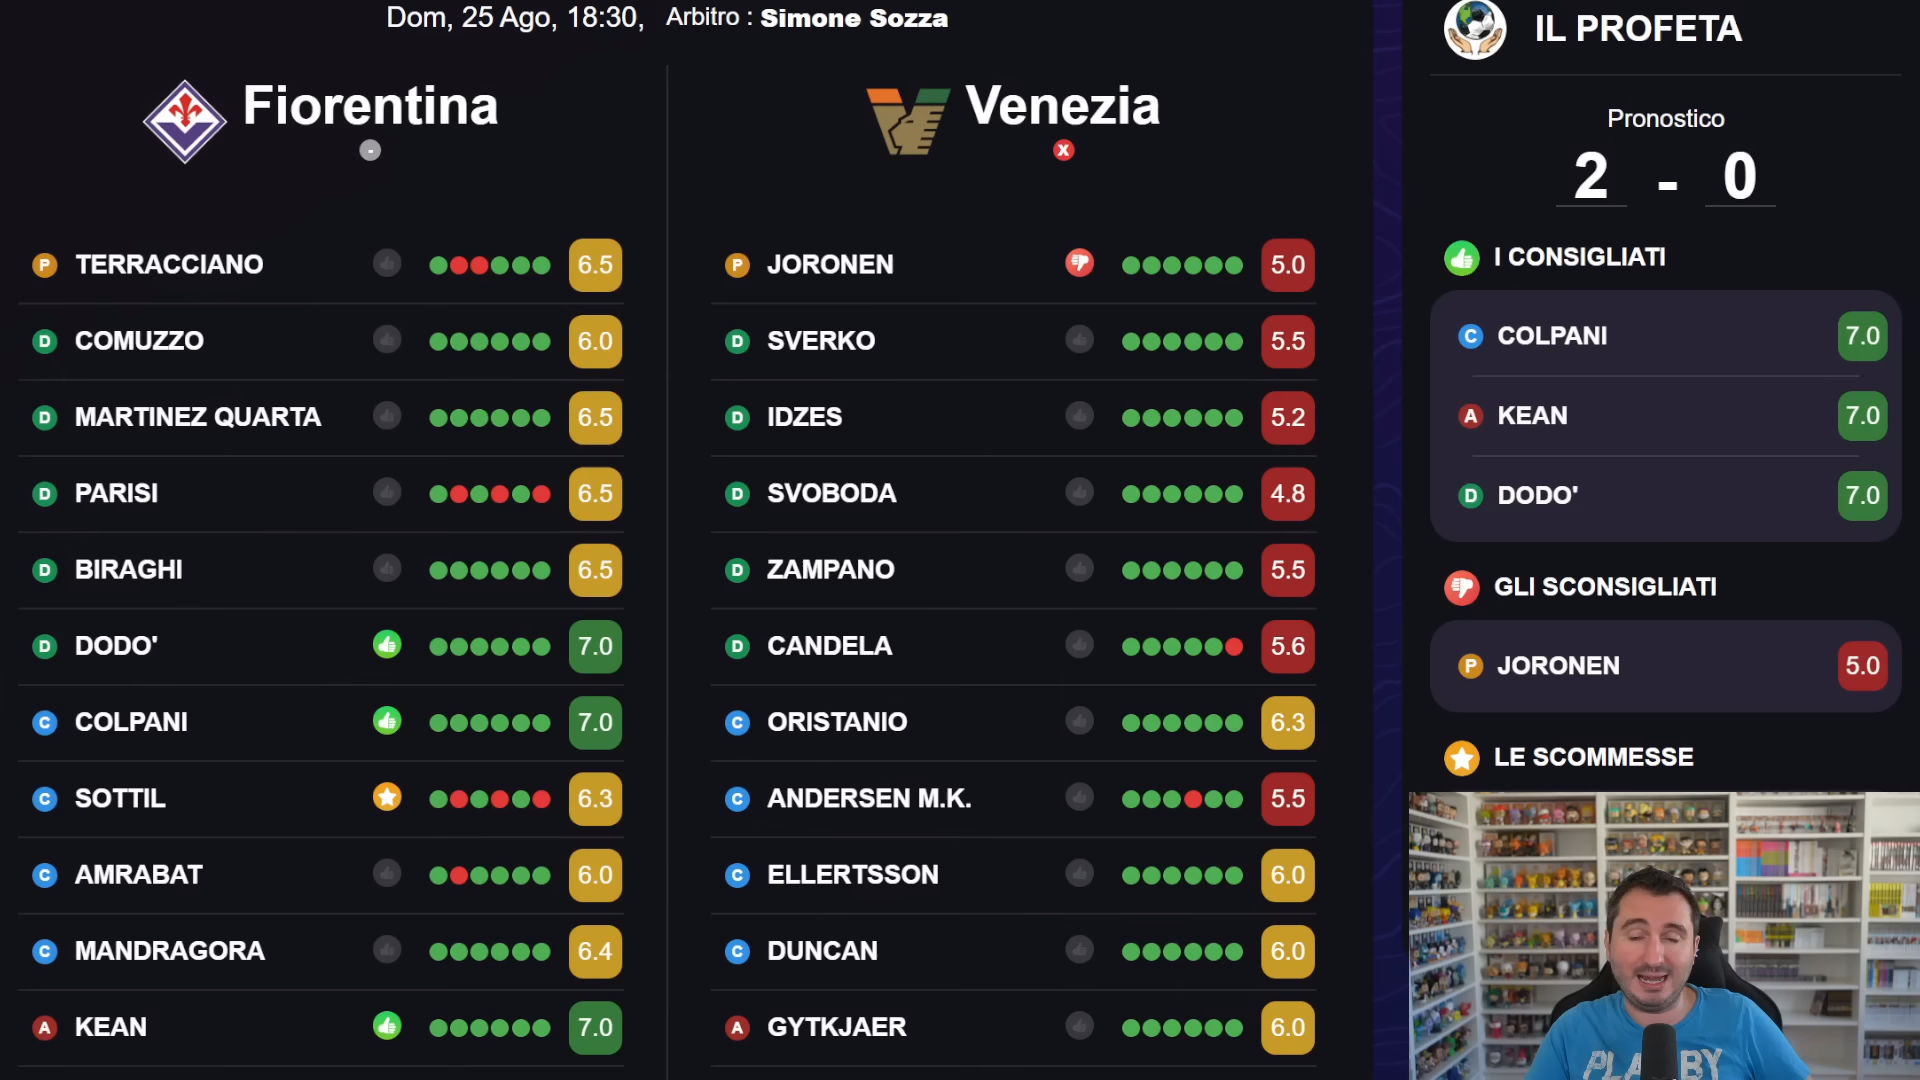 Dom, 25 Ago, 18:30, Arbitro : Simone Sozza
Fiorentina
-
P TERRACCIANO 6.5
D COMUZZO 6.0
D MARTINEZ QUARTA 6.5
D PARISI 6.5
D BIRAGHI 6.5
D DODO' 7.0
C COLPANI 7.0
C SOTTIL 6.3
C AMRABAT 6.0
C MANDRAGORA 6.4
A KEAN 7.0
Venezia
X
P JORONEN 5.0
D SVERKO 5.5
D IDZES 5.2
D SVOBODA 4.8
D ZAMPANO 5.5
D CANDELA 5.6
C ORISTANIO 6.3
C ANDERSEN M.K. 5.5
C ELLERTSSON 6.0
C DUNCAN 6.0
A GYTKJAER 6.0
IL PROFETA
Pronostico
2 - 0
I CONSIGLIATI
C COLPANI 7.0
A KEAN 7.0
D DODO' 7.0
GLI SCONSIGLIATI
P JORONEN 5.0
LE SCOMMESSE